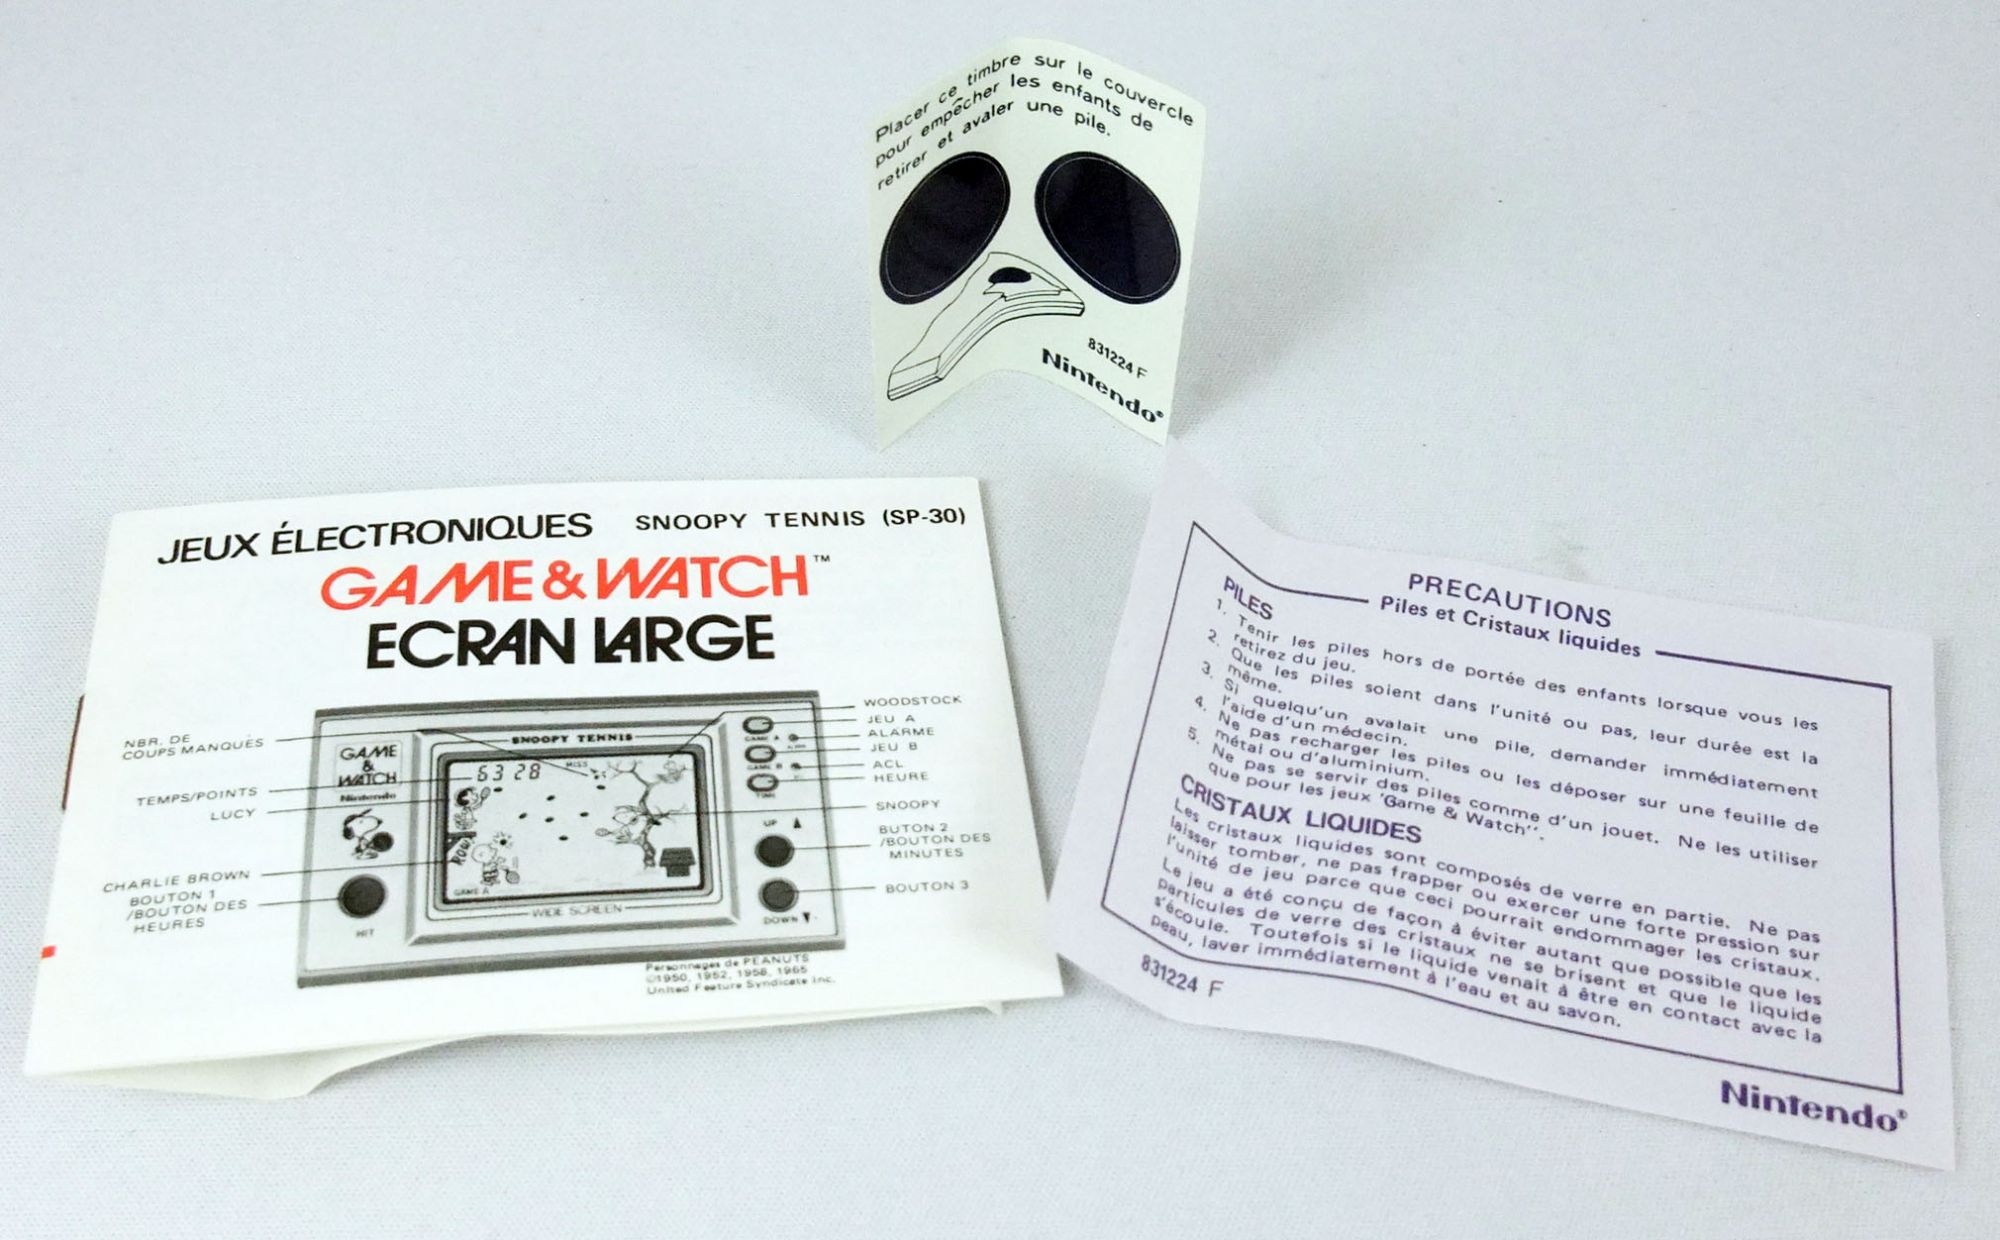 Placer ce timbre sur le couvercle
pour empêcher les enfants de
retirer et avaler une pile.
831224 F
Nintendo®
JEUX ÉLECTRONIQUES SNOOPY TENNIS (SP-30)
GAME & WATCH™
ECRAN LARGE
NBR. DE
COUPS MANQUÉS
TEMPS/POINTS
LUCY
CHARLIE BROWN
BOUTON 1
/BOUTON DES
HEURES
GAME
&
WATCH
Nintendo
HIT
SNOOPY TENNIS
MISS
63 28
POW!
GAME A
WIDE SCREEN
GAME A
GAME B
TIME
UP ▲
DOWN ▼
WOODSTOCK
JEU A
ALARME
JEU B
ACL
HEURE
SNOOPY
BUTON 2
/BOUTON DES
MINUTES
BOUTON 3
Personnages de PEANUTS
©1950, 1952, 1958, 1965
United Feature Syndicate Inc.
PRECAUTIONS
Piles et Cristaux liquides
PILES
1. Tenir les piles hors de portée des enfants lorsque vous les
retirez du jeu.
2. Que les piles soient dans l'unité ou pas, leur durée est la
même.
3. Si quelqu'un avalait une pile, demander immédiatement
l'aide d'un médecin.
4. Ne pas recharger les piles ou les déposer sur une feuille de
métal ou d'aluminium.
5. Ne pas se servir des piles comme d'un jouet. Ne les utiliser
que pour les jeux 'Game & Watch''.
CRISTAUX LIQUIDES
Les cristaux liquides sont composés de verre en partie. Ne pas
laisser tomber, ne pas frapper ou exercer une forte pression sur
l'unité de jeu parce que ceci pourrait endommager les cristaux.
Le jeu a été conçu de façon à éviter autant que possible que les
particules de verre des cristaux ne se brisent et que le liquide
s'écoule. Toutefois si le liquide venait à être en contact avec la
peau, laver immédiatement à l'eau et au savon.
831224 F
Nintendo®